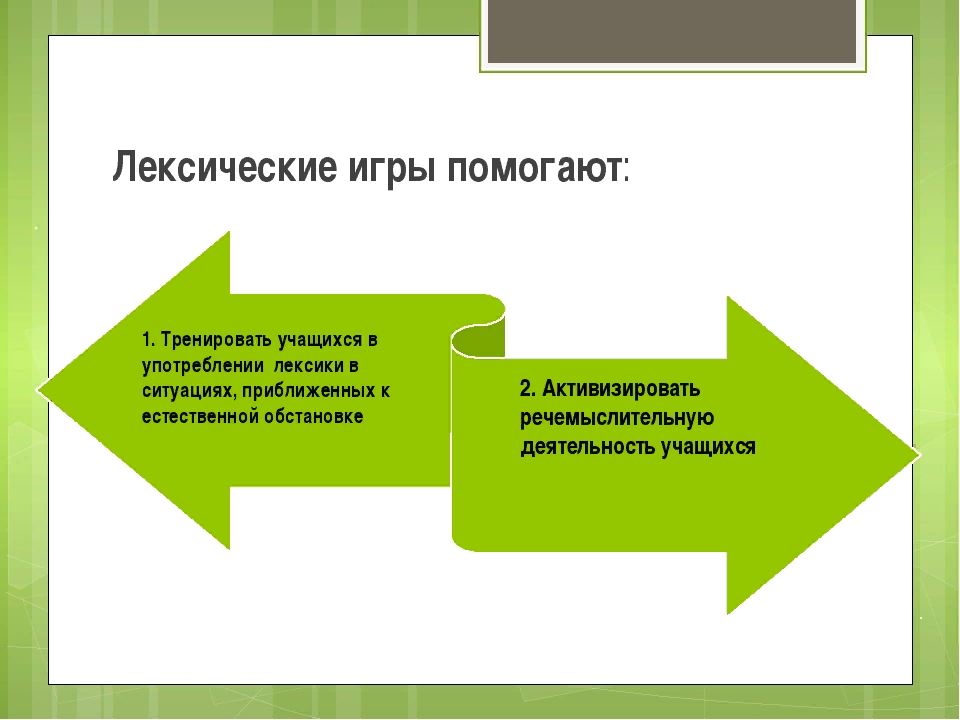 Лексические игры помогают:
1. Тренировать учащихся в
употреблении лексики в
ситуациях, приближенных к
естественной обстановке
2. Активизировать
речемыслительную
деятельность учащихся